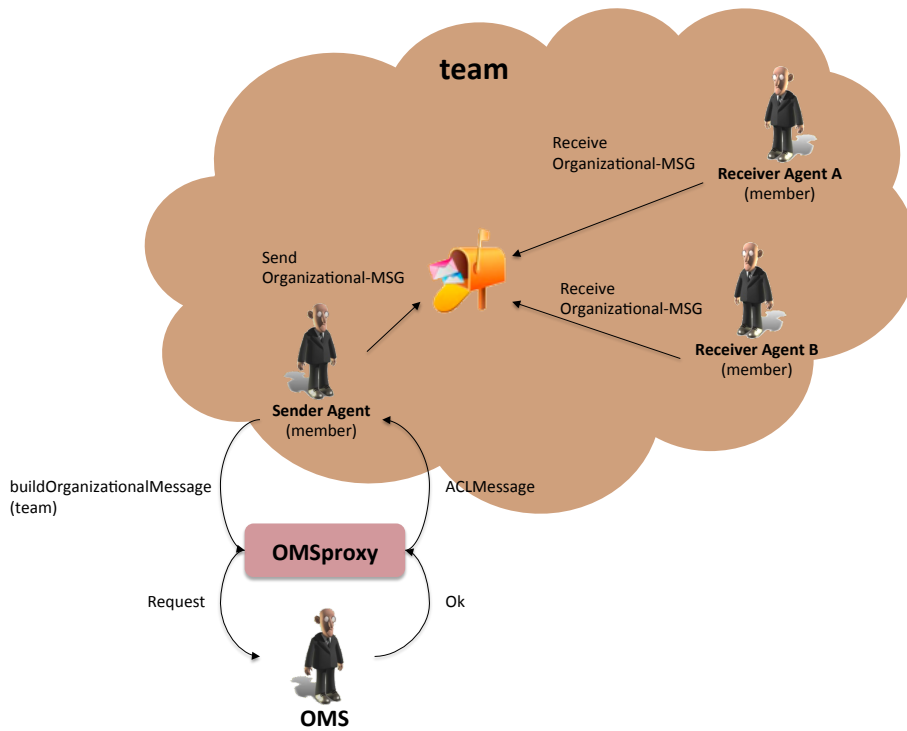 team
Receive
Organizational-MSG
Receiver Agent A
(member)
Send
Organizational-MSG
Receive
Organizational-MSG
Receiver Agent B
(member)
Sender Agent
(member)
buildOrganizationalMessage
(team)
ACLMessage
OMSproxy
Request
Ok
OMS